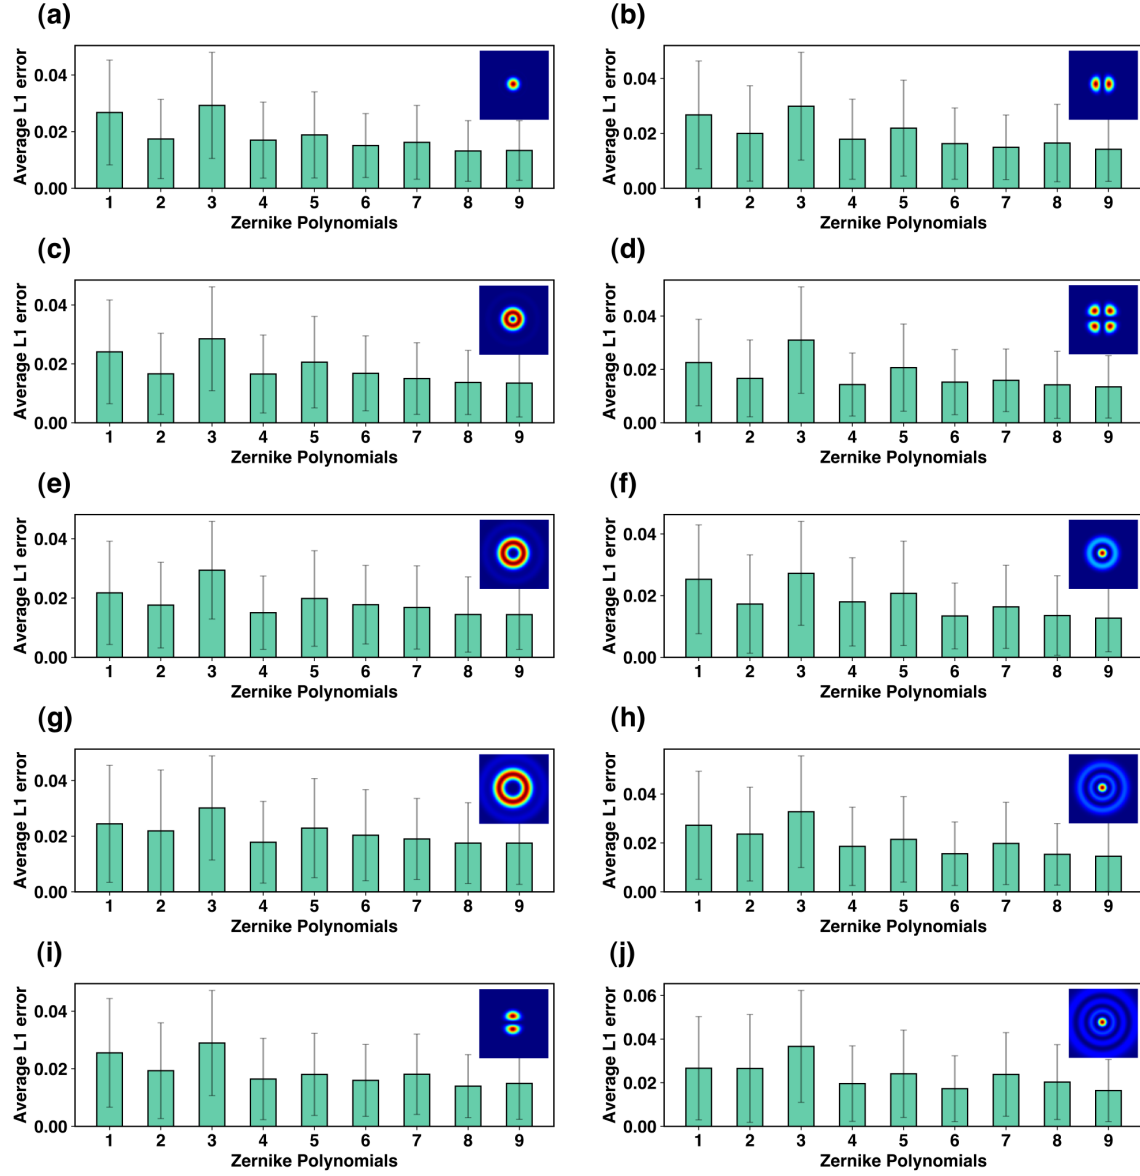 (a)
Average L1 error
0.04
0.02
0.00
1 2 3 4 5 6 7 8 9
Zernike Polynomials
(b)
Average L1 error
0.04
0.02
0.00
1 2 3 4 5 6 7 8 9
Zernike Polynomials
(c)
Average L1 error
0.04
0.02
0.00
1 2 3 4 5 6 7 8 9
Zernike Polynomials
(d)
Average L1 error
0.04
0.02
0.00
1 2 3 4 5 6 7 8 9
Zernike Polynomials
(e)
Average L1 error
0.04
0.02
0.00
1 2 3 4 5 6 7 8 9
Zernike Polynomials
(f)
Average L1 error
0.04
0.02
0.00
1 2 3 4 5 6 7 8 9
Zernike Polynomials
(g)
Average L1 error
0.04
0.02
0.00
1 2 3 4 5 6 7 8 9
Zernike Polynomials
(h)
Average L1 error
0.04
0.02
0.00
1 2 3 4 5 6 7 8 9
Zernike Polynomials
(i)
Average L1 error
0.04
0.02
0.00
1 2 3 4 5 6 7 8 9
Zernike Polynomials
(j)
Average L1 error
0.06
0.04
0.02
0.00
1 2 3 4 5 6 7 8 9
Zernike Polynomials